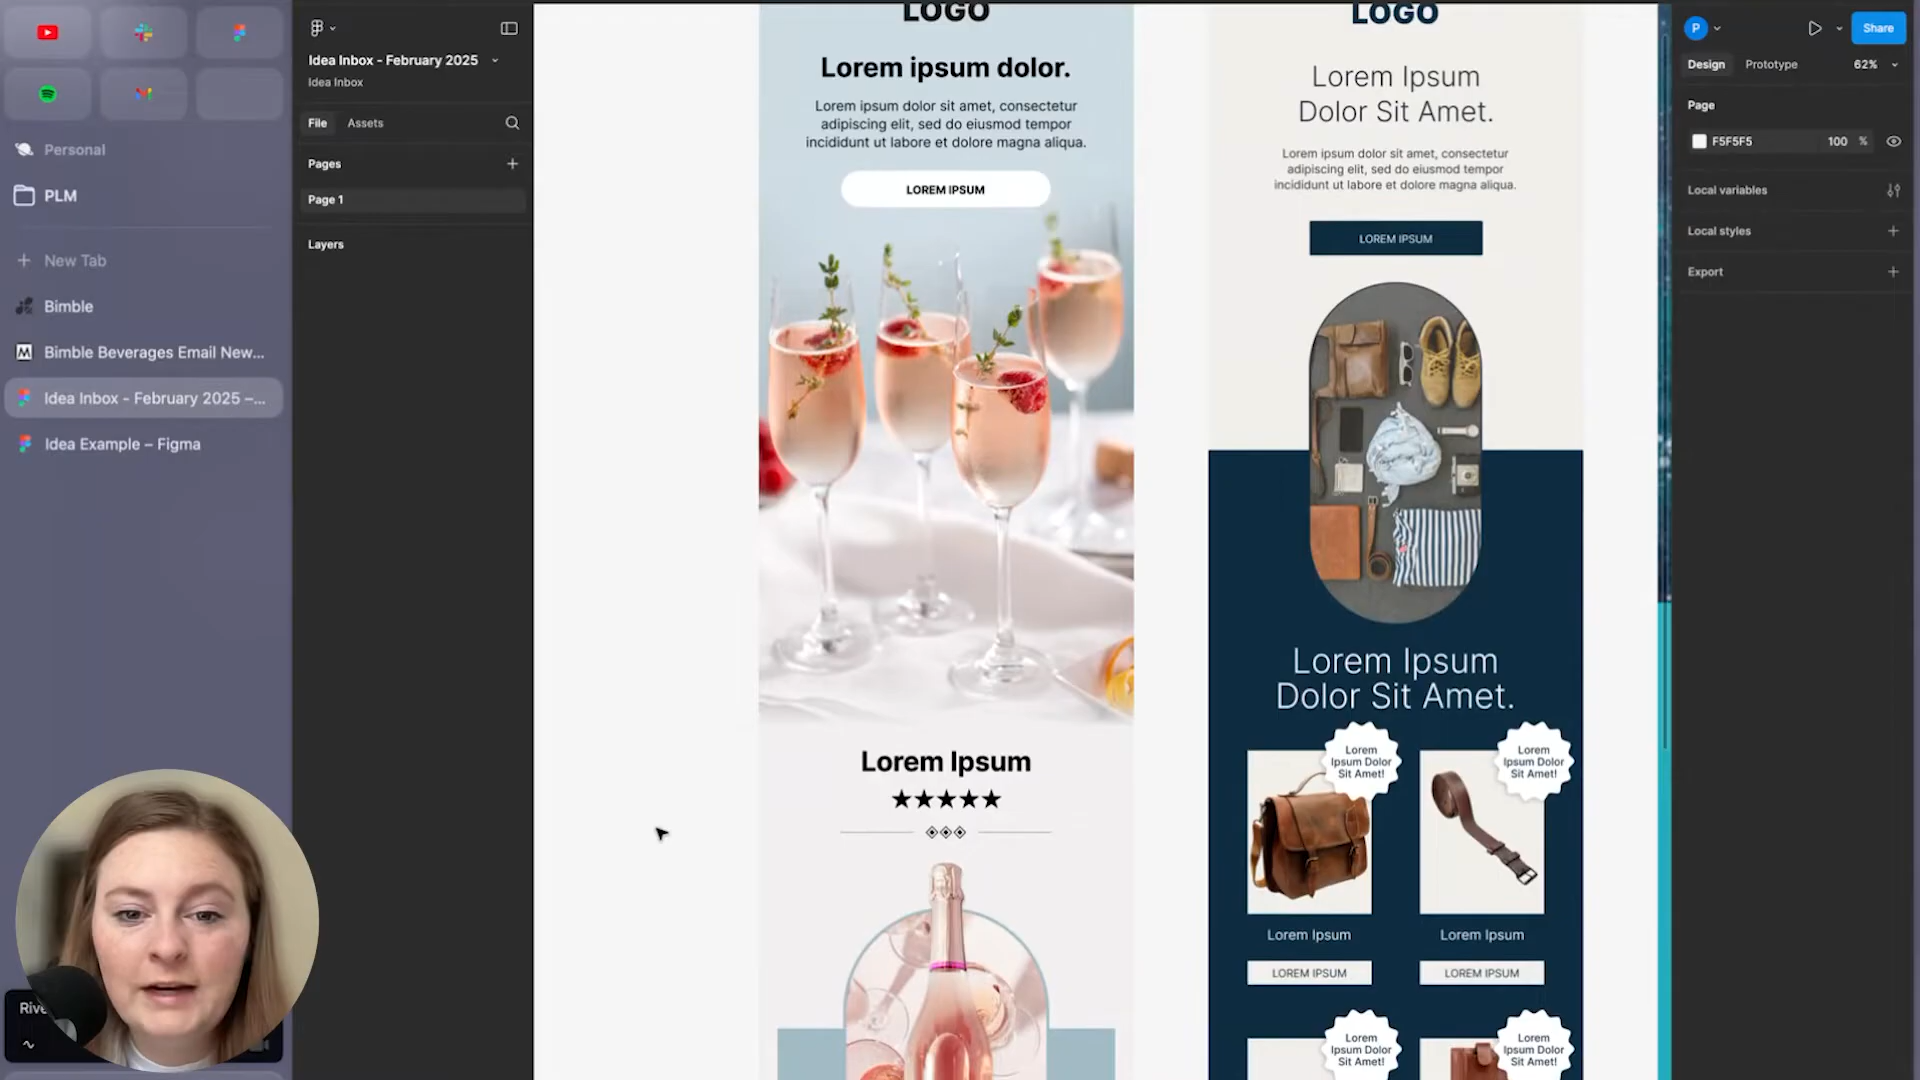 Personal
PLM
New Tab
Bimble
Bimble Beverages Email New...
Idea Inbox - February 2025 –...
Idea Example – Figma
Idea Inbox - February 2025
Idea Inbox
File
Assets
Pages
Page 1
Layers
LOGO
Lorem ipsum dolor.
Lorem ipsum dolor sit amet, consectetur
adipiscing elit, sed do eiusmod tempor
incididunt ut labore et dolore magna aliqua.
LOREM IPSUM
Lorem Ipsum
★★★★★
LOGO
Lorem Ipsum
Dolor Sit Amet.
Lorem ipsum dolor sit amet, consectetur
adipiscing elit, sed do eiusmod tempor
incididunt ut labore et dolore magna aliqua.
LOREM IPSUM
Lorem Ipsum
Dolor Sit Amet.
Lorem
Ipsum Dolor
Sit Amet!
Lorem
Ipsum Dolor
Sit Amet!
Lorem Ipsum
Lorem Ipsum
LOREM IPSUM
LOREM IPSUM
Lorem
Ipsum Dolor
Sit Amet!
Lorem
Ipsum Dolor
Sit Amet!
P
Share
Design
Prototype
62%
Page
F5F5F5
100 %
Local variables
Local styles
Export